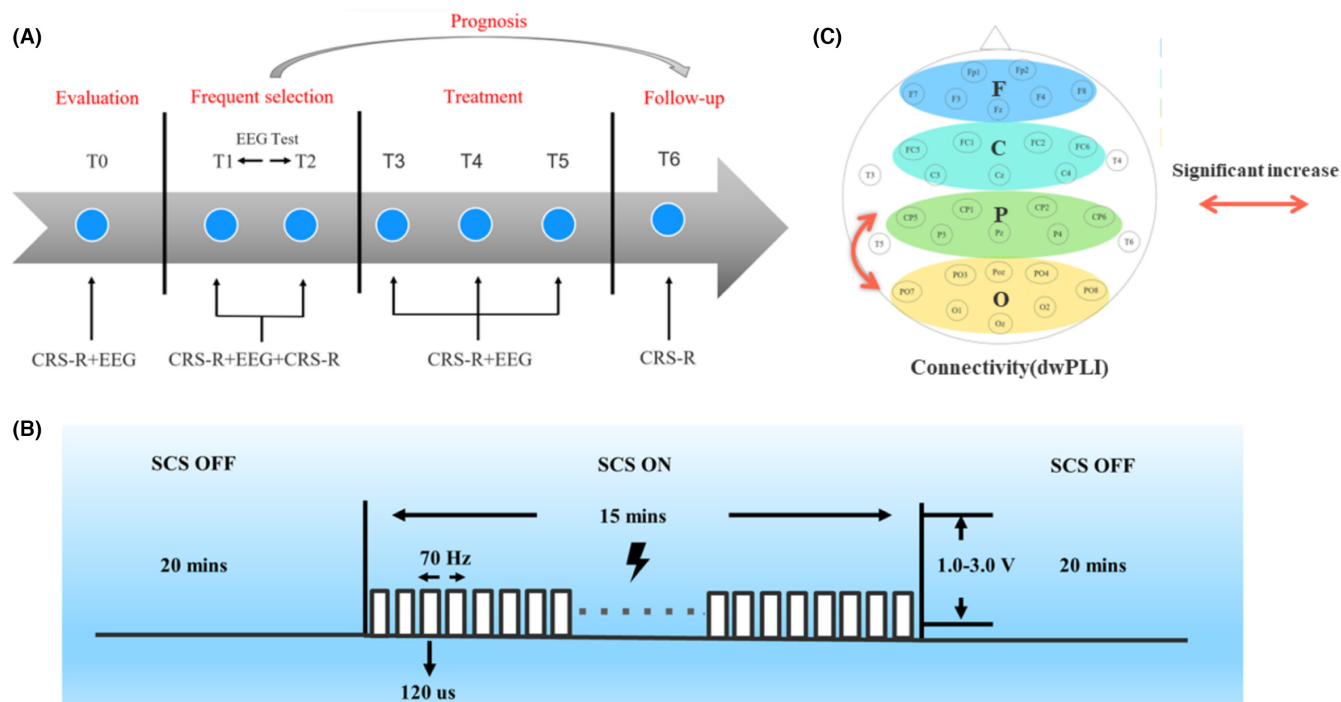 (A)
Prognosis
Evaluation
Frequent selection
Treatment
Follow-up
EEG Test
T0
T1
T2
T3
T4
T5
T6
CRS-R+EEG
CRS-R+EEG+CRS-R
CRS-R+EEG
CRS-R
(C)
Fp1
Fp2
F7
F3
F
Fz
F4
F8
FC5
FC1
C
FC2
FC6
T3
C3
Cz
C4
T4
CP5
CP1
P
CP2
CP6
T5
P3
Pz
P4
T6
PO7
PO3
Poz
PO4
PO8
O1
O
O2
Oz
Connectivity(dwPLI)
Significant increase
(B)
SCS OFF
SCS ON
SCS OFF
15 mins
20 mins
70 Hz
1.0-3.0 V
20 mins
120 us